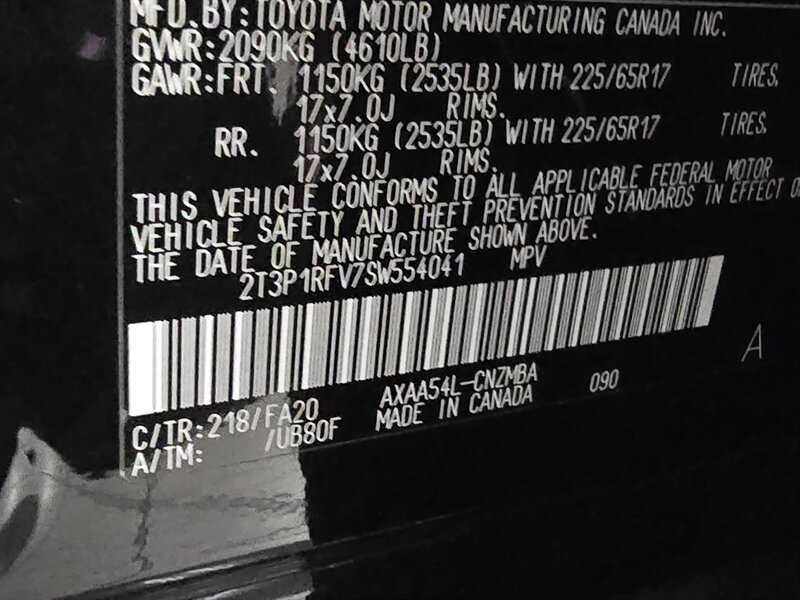 MFD.BY:TOYOTA MOTOR MANUFACTURING CANADA INC.
GVWR:2090KG (4610LB)
GAWR:FRT. 1150KG (2535LB) WITH 225/65R17 TIRES,
17x7.0J RIMS.
RR. 1150KG (2535LB) WITH 225/65R17 TIRES,
17x7.0J RIMS.
THIS VEHICLE CONFORMS TO ALL APPLICABLE FEDERAL MOTOR
VEHICLE SAFETY AND THEFT PREVENTION STANDARDS IN EFFECT O
THE DATE OF MANUFACTURE SHOWN ABOVE.
2T3P1RFV7SW554041 MPV
A
C/TR:218/FA20 AXAA54L-CNZMBA 090
A/TM: /UB80F MADE IN CANADA